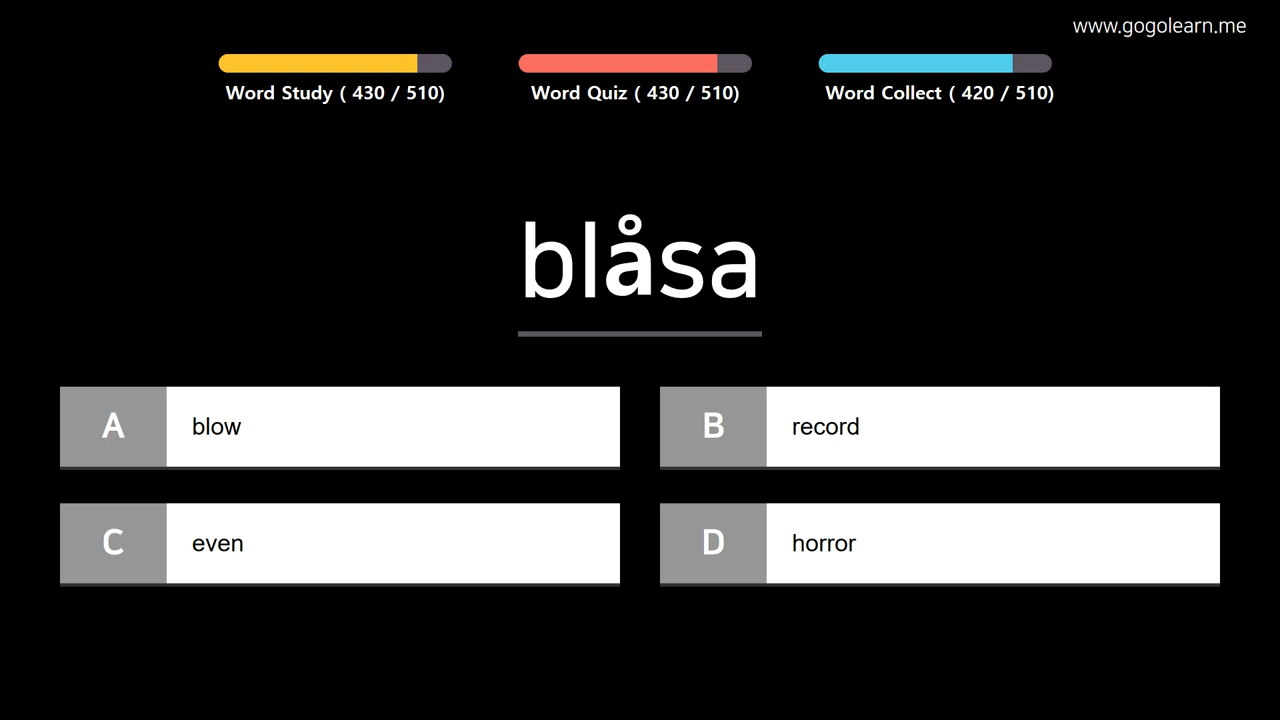 www.gogolearn.me
Word Study ( 430 / 510)
Word Quiz ( 430 / 510)
Word Collect ( 420 / 510)
blåsa
A blow
B record
C even
D horror